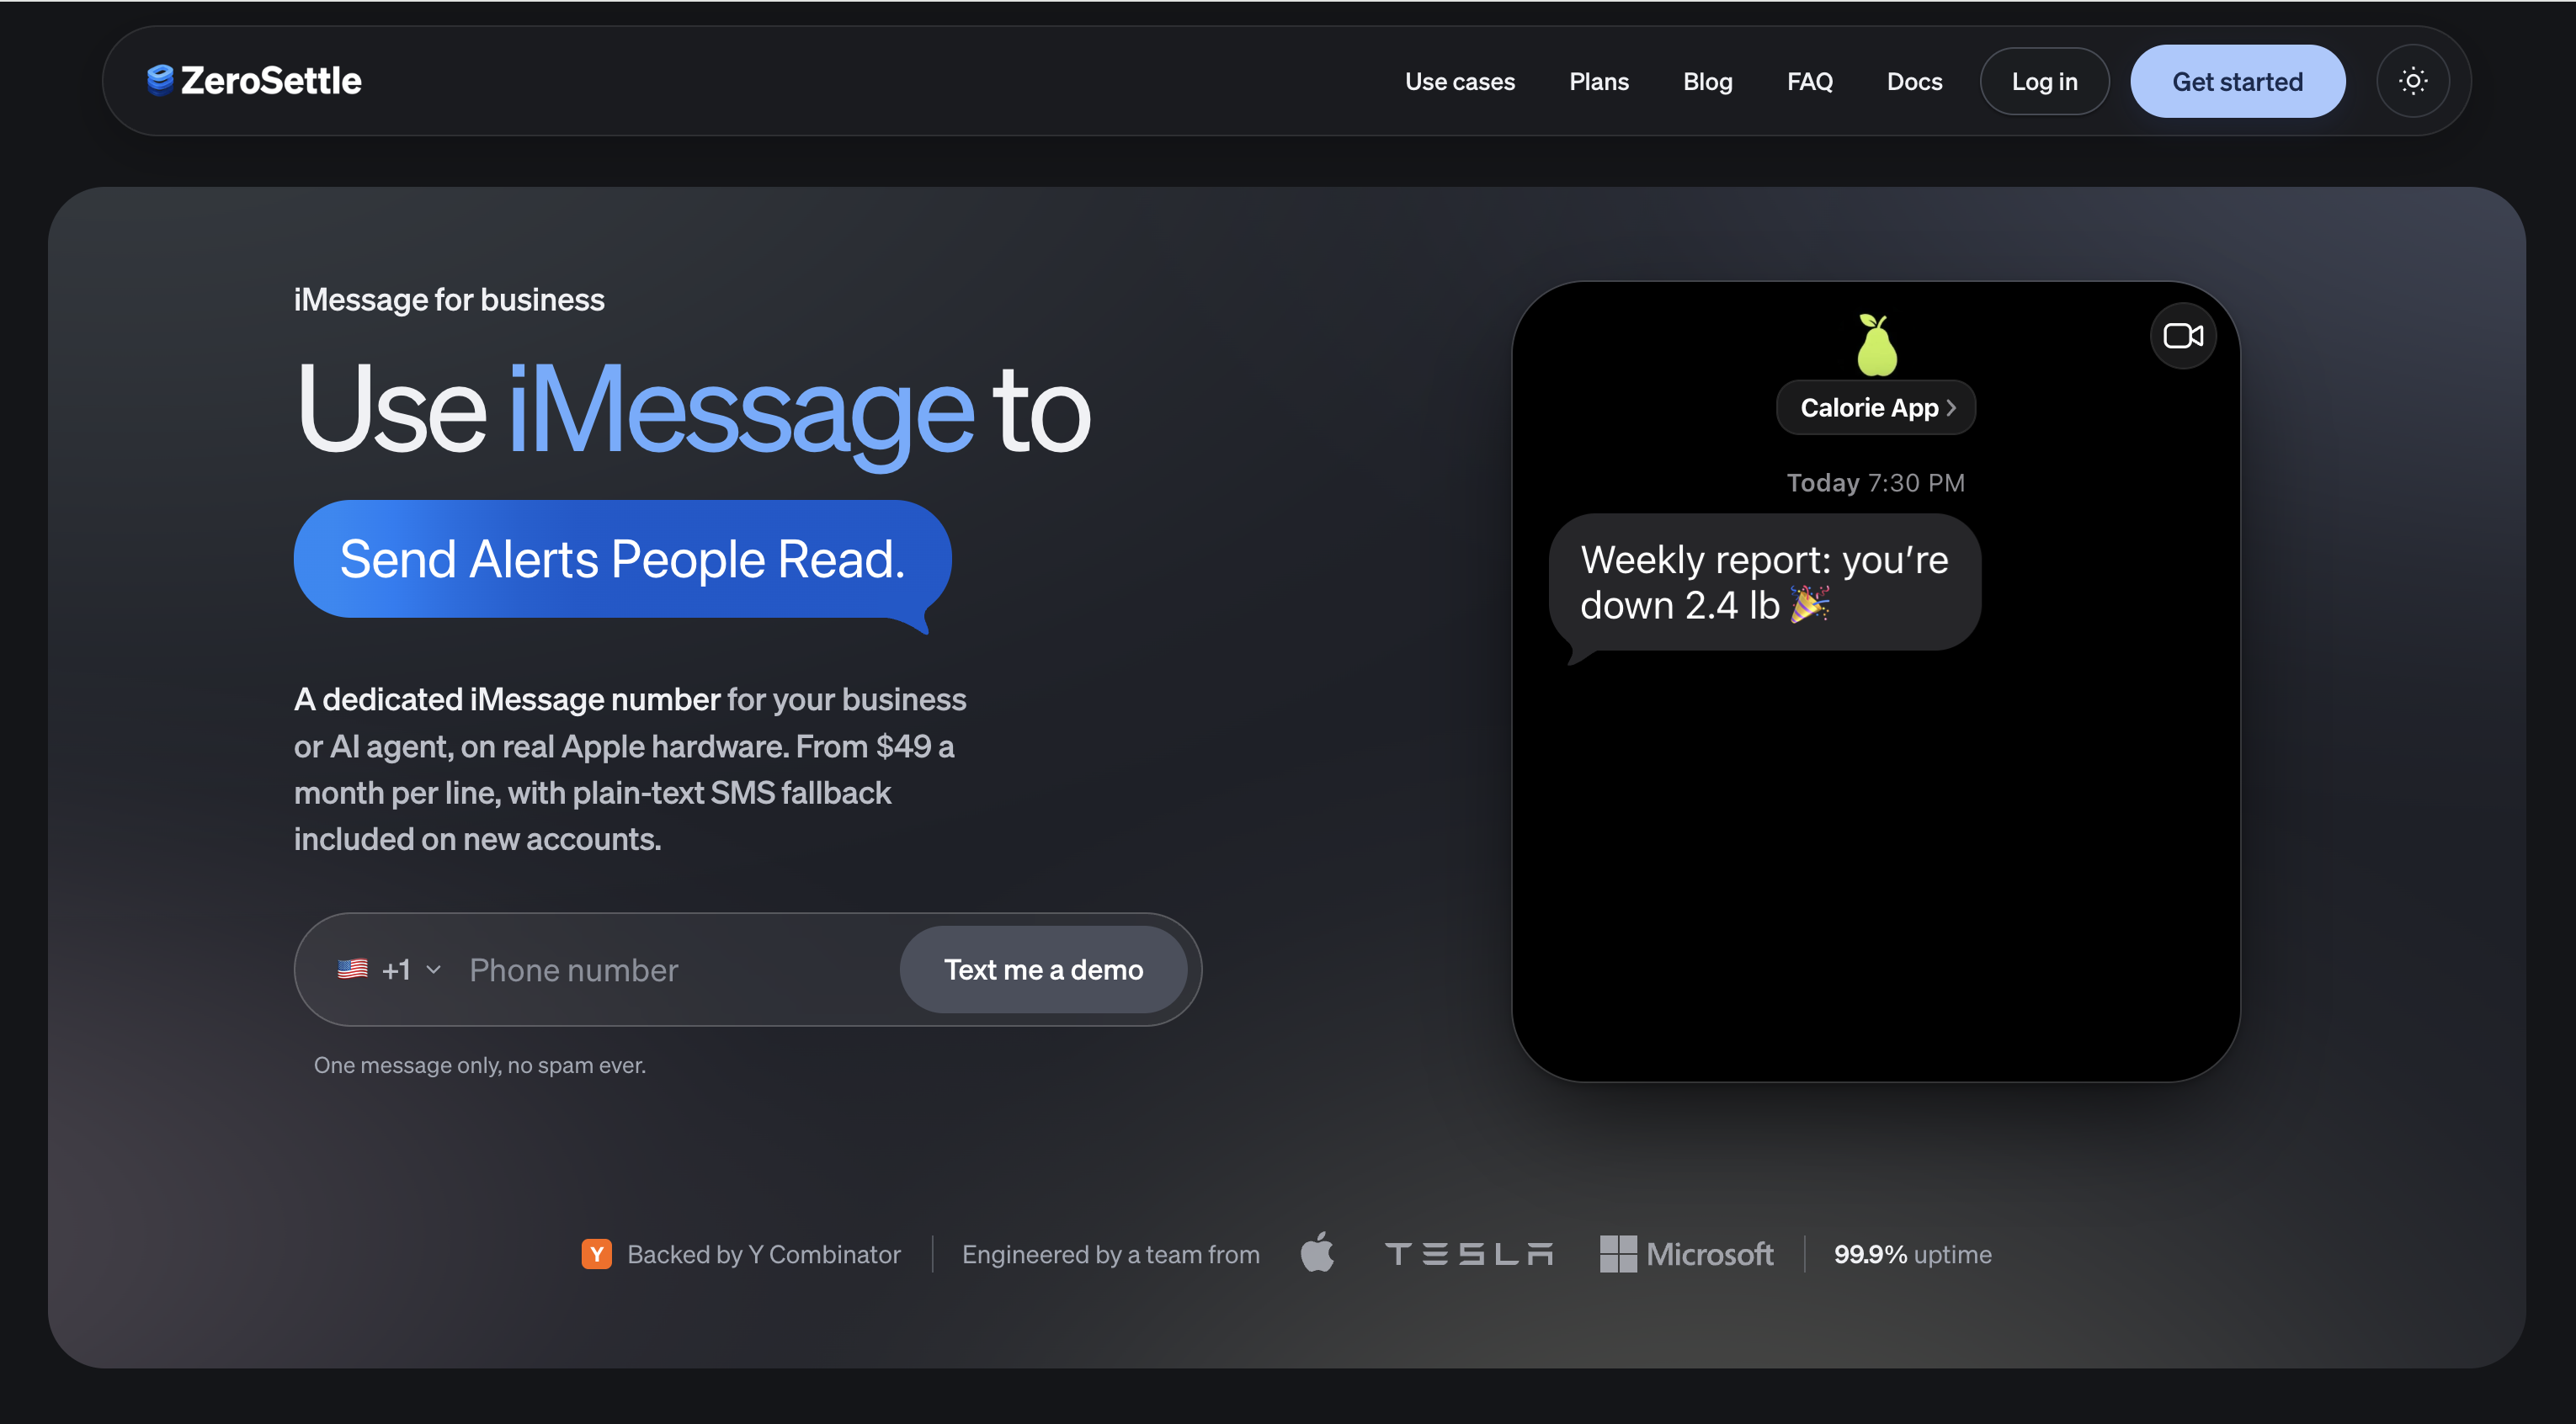 ZeroSettle
Use cases
Plans
Blog
FAQ
Docs
Log in
Get started
iMessage for business
Use iMessage to
Send Alerts People Read.
A dedicated iMessage number for your business
or AI agent, on real Apple hardware. From $49 a
month per line, with plain-text SMS fallback
included on new accounts.
+1
Phone number
Text me a demo
One message only, no spam ever.
Calorie App
Today 7:30 PM
Weekly report: you’re
down 2.4 lb 🎉
Y
Backed by Y Combinator
Engineered by a team from
TESLA
Microsoft
99.9% uptime